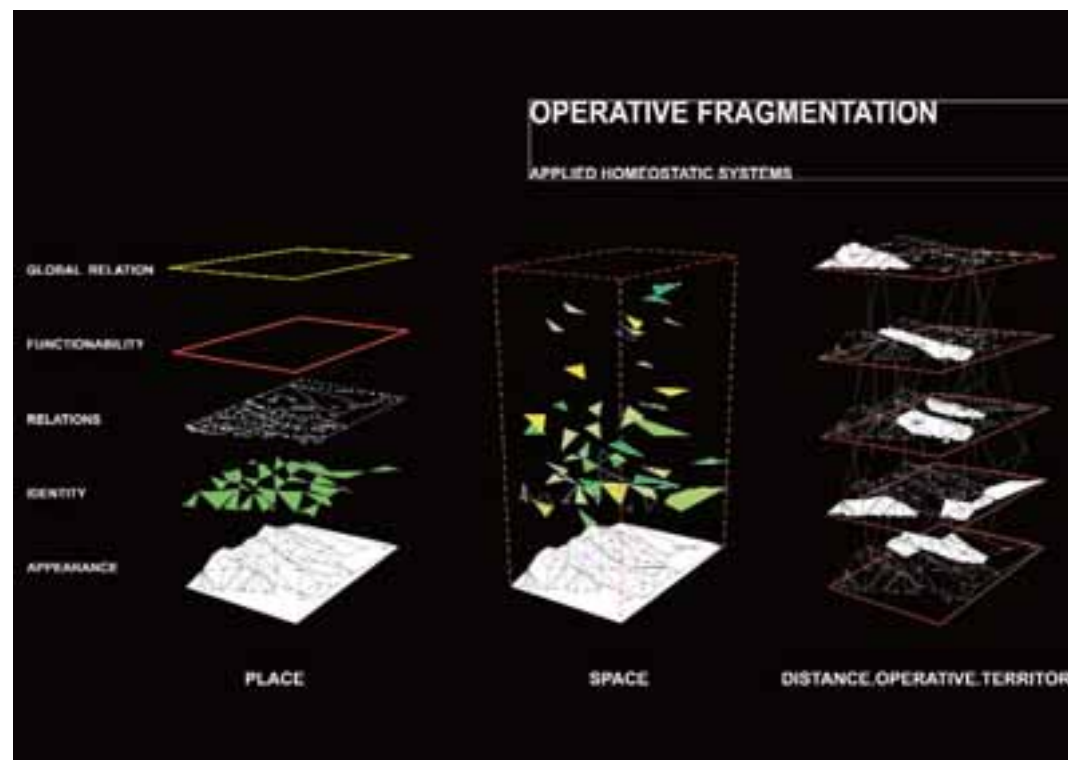 OPERATIVE FRAGMENTATION
APPLIED HOMEOSTATIC SYSTEMS
GLOBAL RELATION
FUNCTIONABILITY
RELATIONS
IDENTITY
APPEARANCE
PLACE
SPACE
DISTANCE.OPERATIVE.TERRITOR